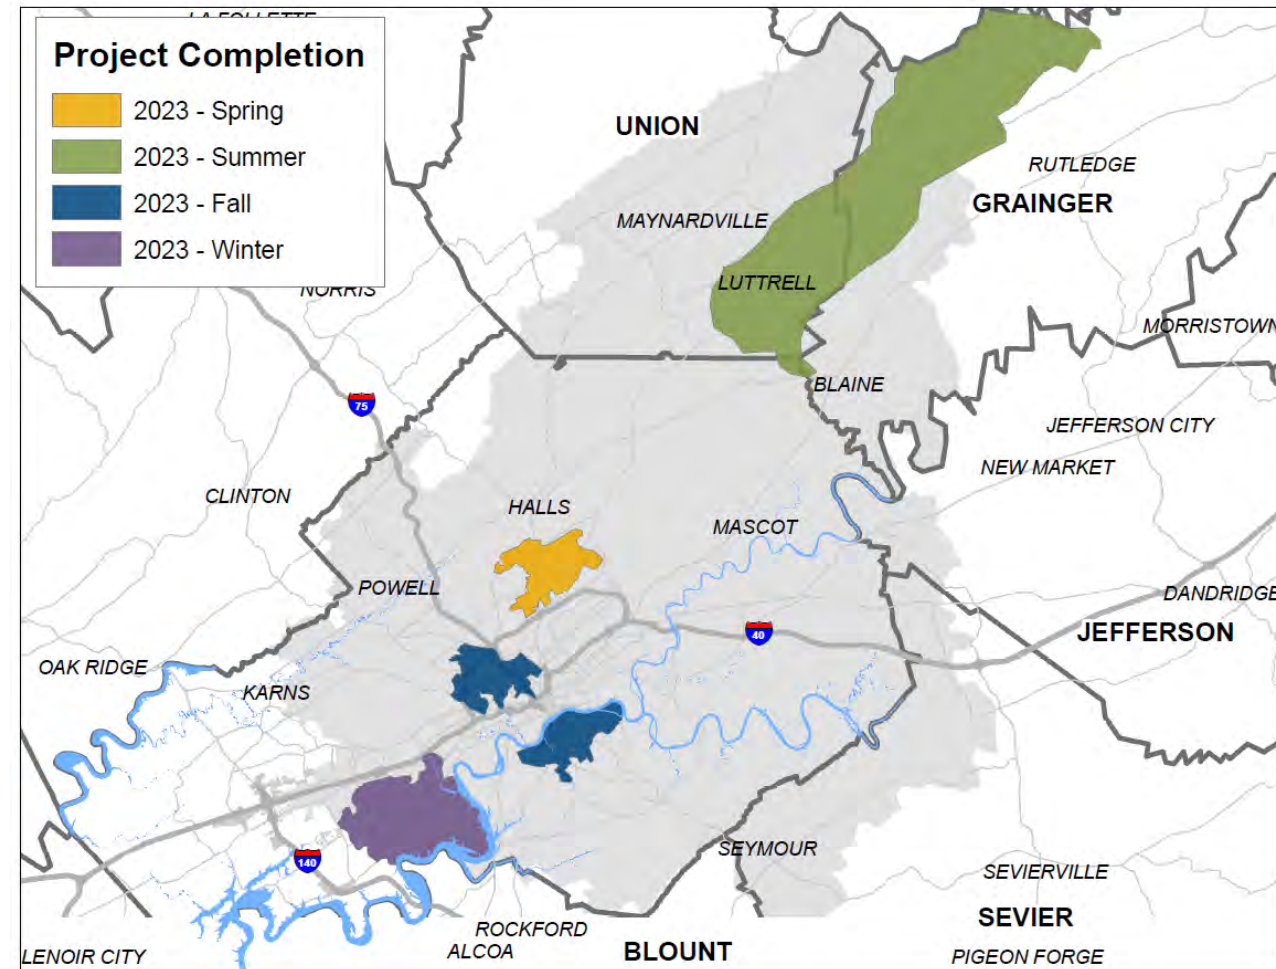 LA FOLLETTE
Project Completion
2023 - Spring
2023 - Summer
2023 - Fall
2023 - Winter
UNION
RUTLEDGE
GRAINGER
MAYNARDVILLE
LUTTRELL
NORRIS
MORRISTOWN
BLAINE
75
JEFFERSON CITY
NEW MARKET
CLINTON
HALLS
MASCOT
POWELL
DANDRIDGE
40
JEFFERSON
OAK RIDGE
KARNS
SEYMOUR
140
SEVIERVILLE
SEVIER
ROCKFORD
ALCOA
BLOUNT
LENOIR CITY
PIGEON FORGE